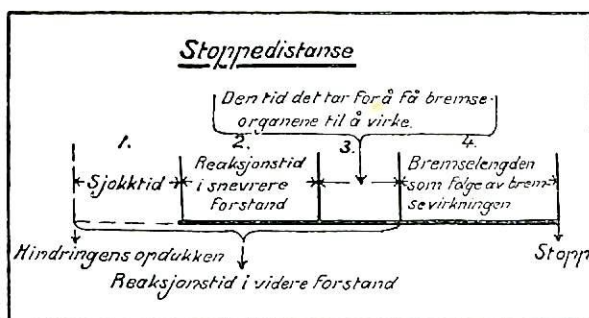 Stoppedistanse
Den tid det tar for å få bremse-
organene til å virke.
1.
2.
3.
4.
Sjokktid
Reaksjonstid
i snevrere
Forstand
Bremselengden
som følge av brem-
sevirkningen
Hindringens opdukken
Stopp
Reaksjonstid i videre Forstand